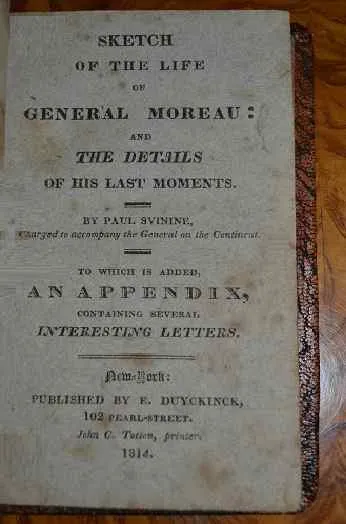 SKETCH
OF THE LIFE
OF
GENERAL MOREAU:
AND
THE DETAILS
OF HIS LAST MOMENTS.
BY PAUL SVININE,
Charged to accompany the General on the Continent.
TO WHICH IS ADDED,
AN APPENDIX,
CONTAINING SEVERAL
INTERESTING LETTERS.
New-York:
PUBLISHED BY E. DUYCKINCK,
102 PEARL-STREET.
John C. Totten, printer.
1814.